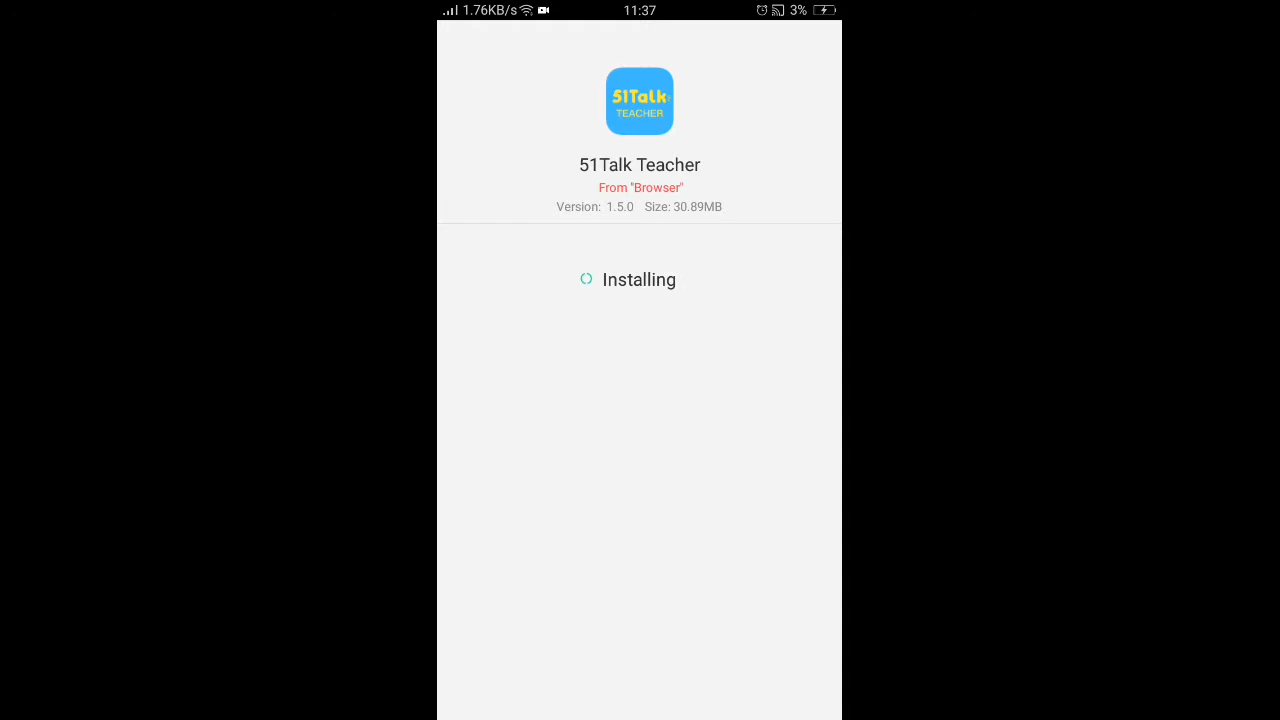 1.76KB/s 11:37 3%
51Talk
TEACHER
51Talk Teacher
From "Browser"
Version: 1.5.0 Size: 30.89MB
Installing